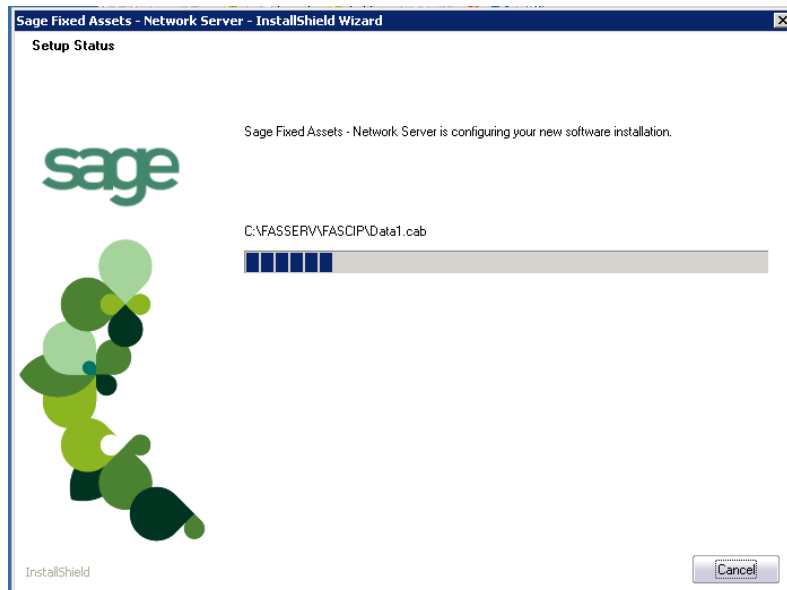 Sage Fixed Assets - Network Server - InstallShield Wizard
Setup Status
Sage Fixed Assets - Network Server is configuring your new software installation.
sage
C:\FASSERV\FASCIP\Data1.cab
InstallShield
Cancel